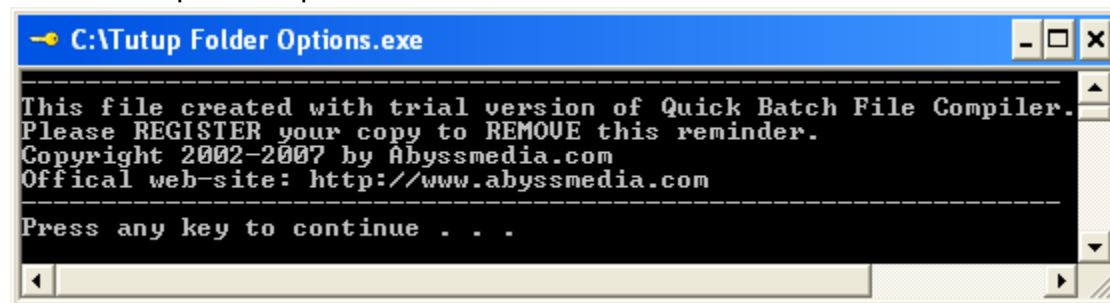 C:\Tutup Folder Options.exe
This file created with trial version of Quick Batch File Compiler.
Please REGISTER your copy to REMOVE this reminder.
Copyright 2002-2007 by Abyssmedia.com
Offical web-site: http://www.abyssmedia.com
Press any key to continue . . .